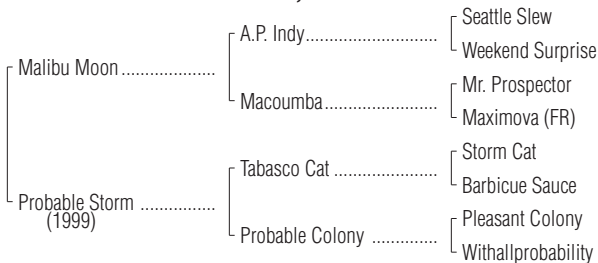 Seattle Slew
A.P. Indy..............................
Weekend Surprise
Malibu Moon.....................
Mr. Prospector
Macoumba..........................
Maximova (FR)
Storm Cat
Tabasco Cat .......................
Barbicue Sauce
Probable Storm ................
(1999)
Pleasant Colony
Probable Colony ..............
Withallprobability